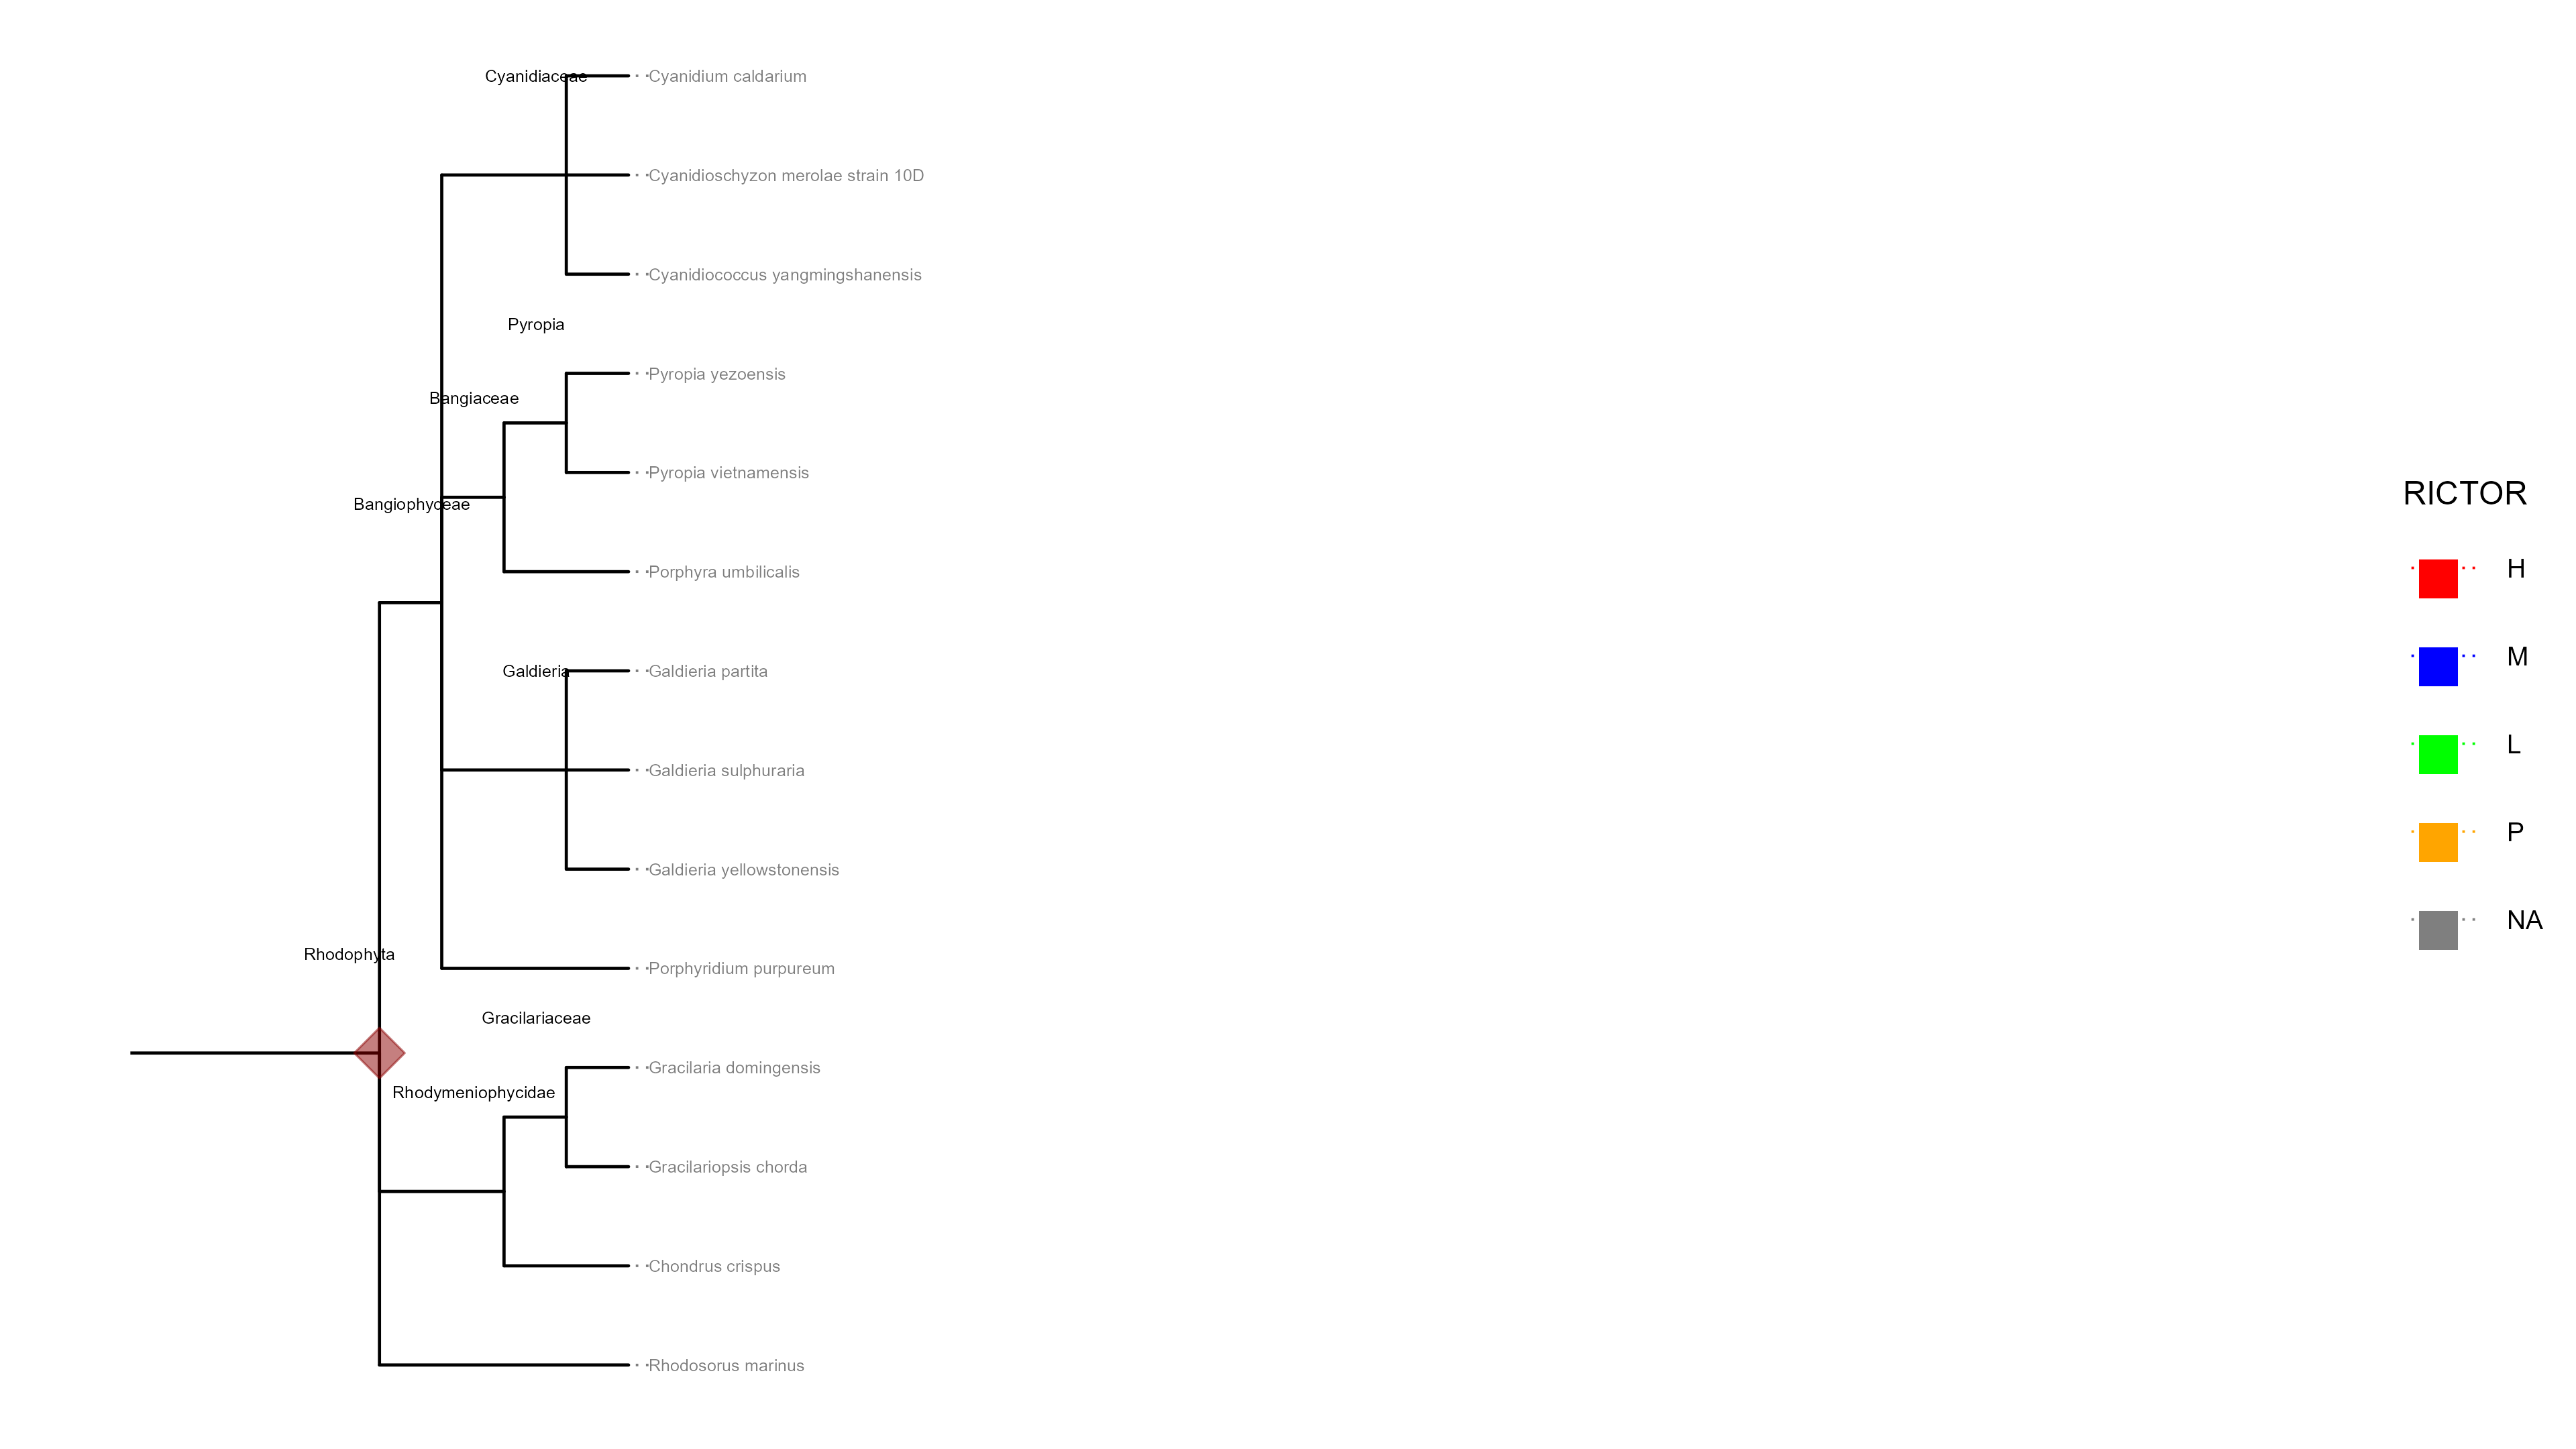 Cyanidiaceae
Cyanidium caldarium
Cyanidioschyzon merolae strain 10D
Cyanidiococcus yangmingshanensis
Pyropia
Pyropia yezoensis
Bangiaceae
Pyropia vietnamensis
Bangiophyceae
Porphyra umbilicalis
Galdieria
Galdieria partita
Galdieria sulphuraria
Galdieria yellowstonensis
Rhodophyta
Porphyridium purpureum
Gracilariaceae
Gracilaria domingensis
Rhodymeniophycidae
Gracilariopsis chorda
Chondrus crispus
Rhodosorus marinus
RICTOR
H
M
L
P
NA